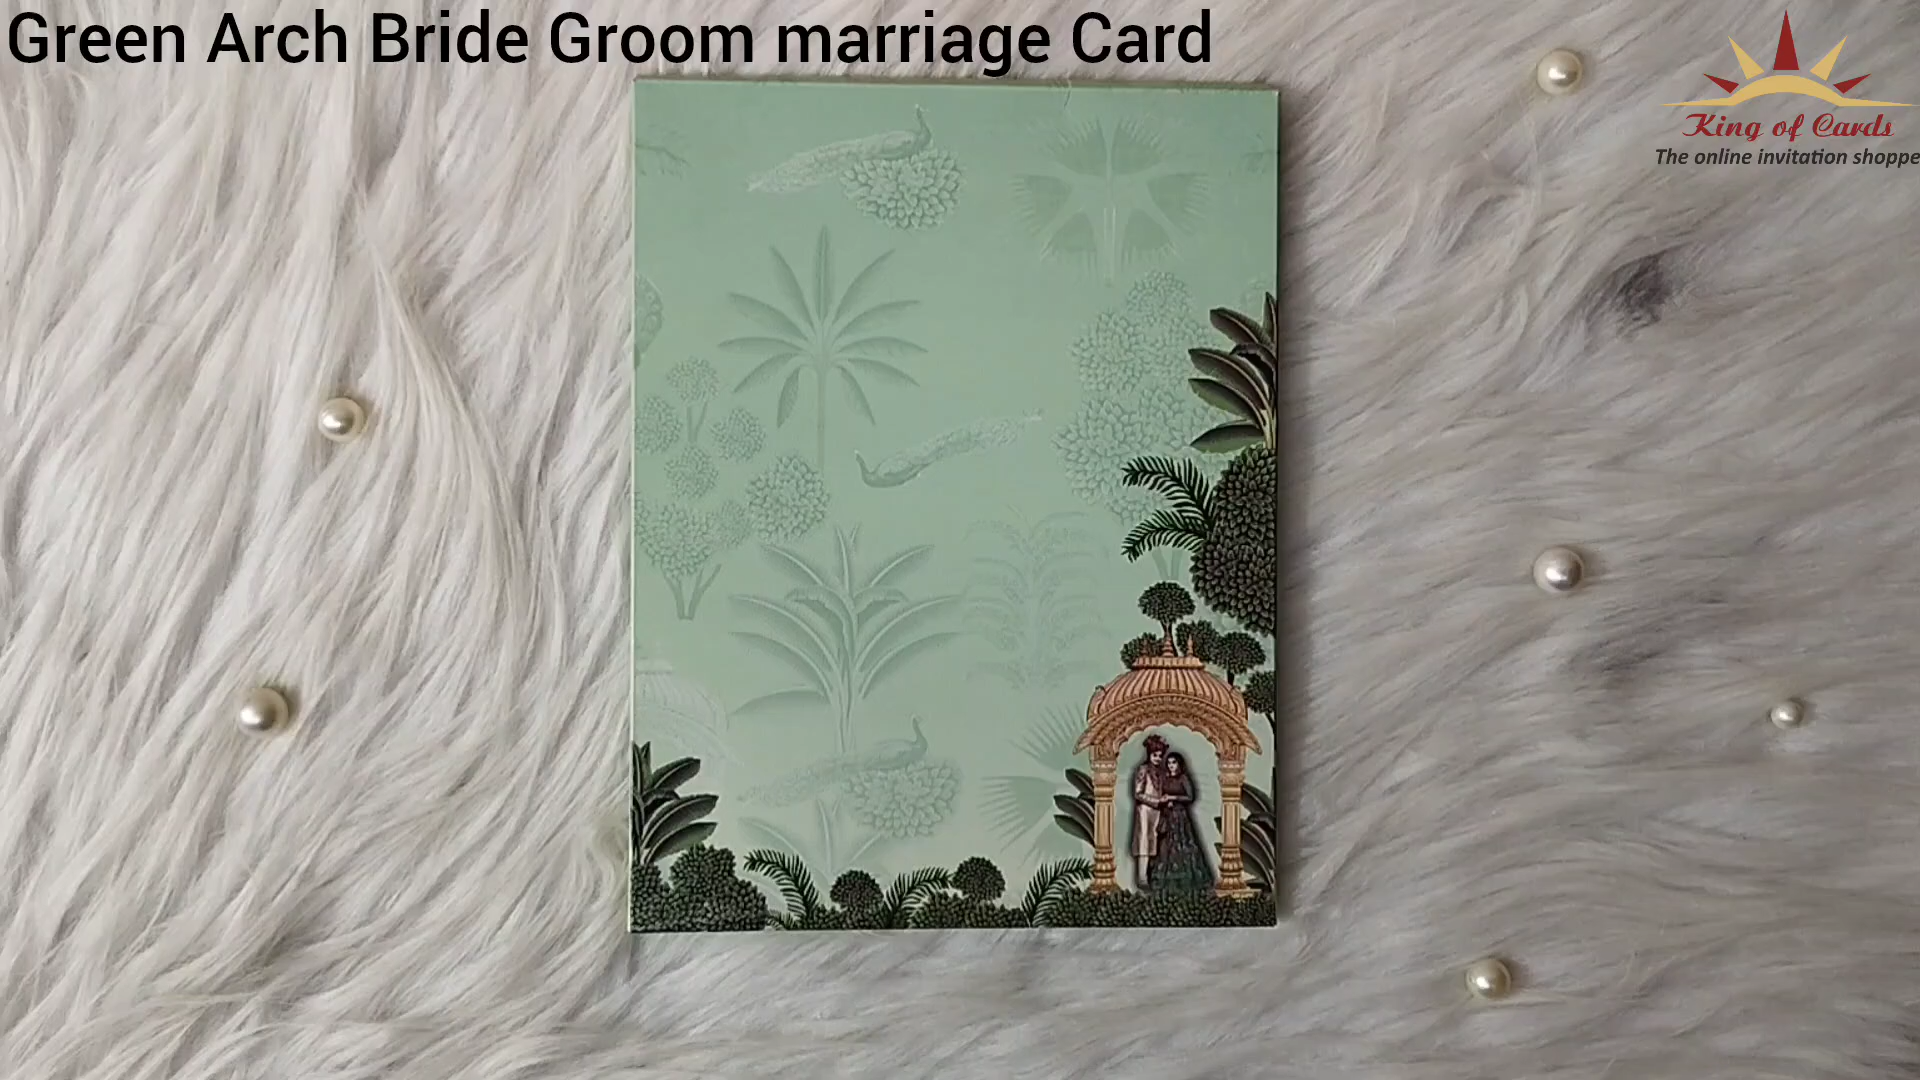 Green Arch Bride Groom marriage Card
King of Cards
The online invitation shoppe